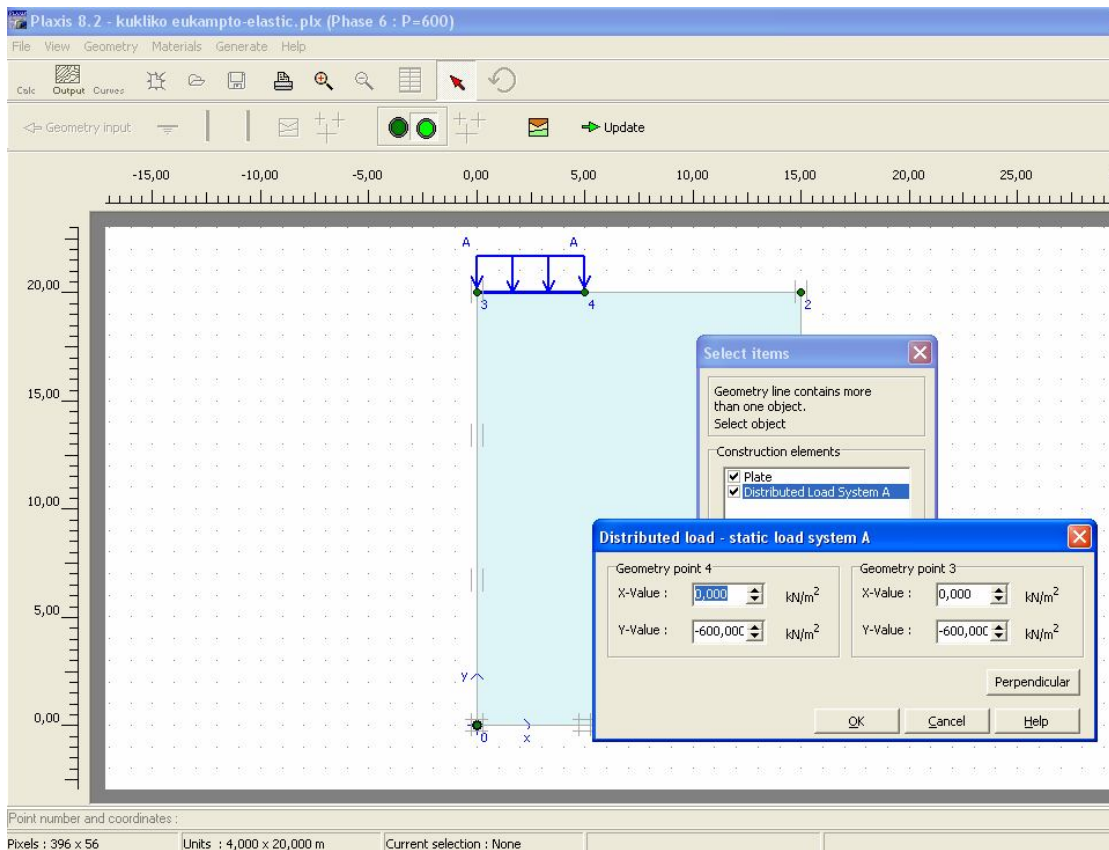 Plaxis 8.2 - kukliko eukampto-elastic.plx (Phase 6 : P=600)
File View Geometry Materials Generate Help
Calc Output Curves
Geometry input Update
-15,00 -10,00 -5,00 0,00 5,00 10,00 15,00 20,00 25,00
A A
20,00
3 4 2
15,00
10,00
5,00
0,00
y
0 x
Select items
Geometry line contains more
than one object.
Select object
Construction elements
Plate
Distributed Load System A
Distributed load - static load system A
Geometry point 4 Geometry point 3
X-Value : 0,000 kN/m² X-Value : 0,000 kN/m²
Y-Value : -600,000 kN/m² Y-Value : -600,000 kN/m²
Perpendicular
OK Cancel Help
Point number and coordinates :
Pixels : 396 x 56 Units : 4,000 x 20,000 m Current selection : None